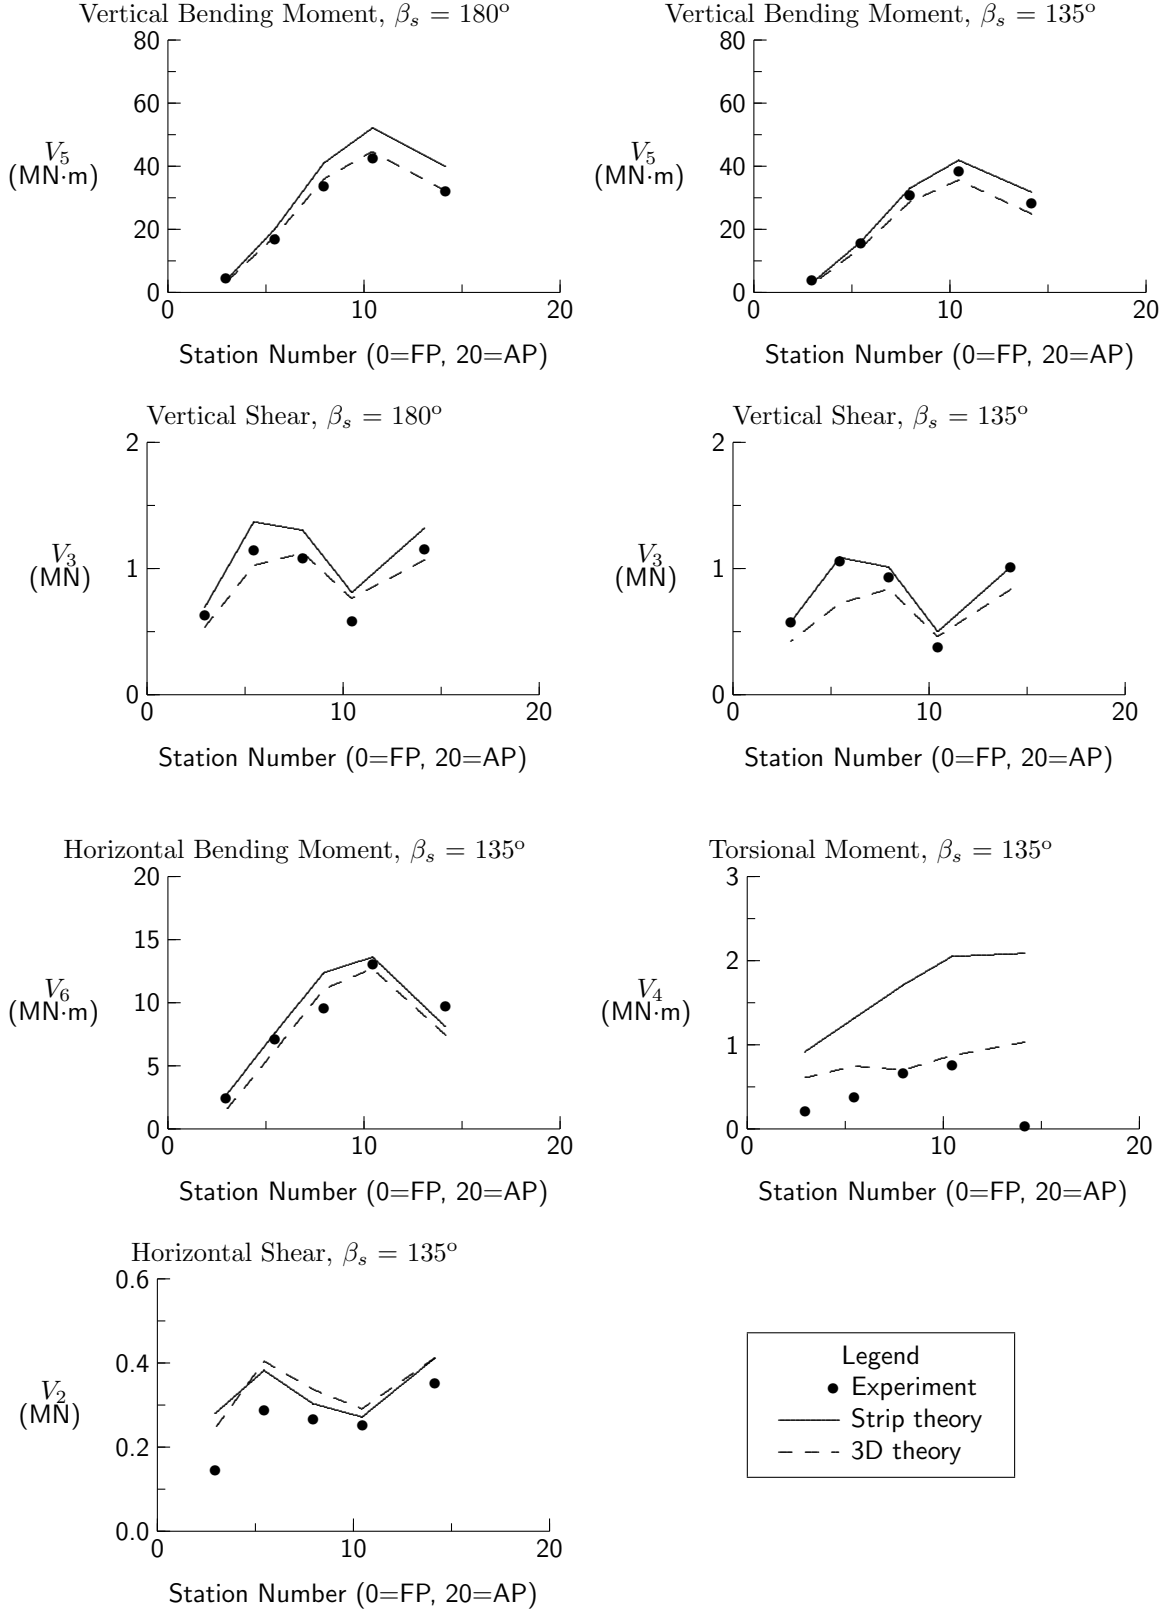 Vertical Bending Moment, βₛ = 180°
80
60
40
20
0
V₅
(MN·m)
0 10 20
Station Number (0=FP, 20=AP)
Vertical Bending Moment, βₛ = 135°
80
60
40
20
0
V₅
(MN·m)
0 10 20
Station Number (0=FP, 20=AP)
Vertical Shear, βₛ = 180°
2
1
0
V₃
(MN)
0 10 20
Station Number (0=FP, 20=AP)
Vertical Shear, βₛ = 135°
2
1
0
V₃
(MN)
0 10 20
Station Number (0=FP, 20=AP)
Horizontal Bending Moment, βₛ = 135°
20
15
10
5
0
V₆
(MN·m)
0 10 20
Station Number (0=FP, 20=AP)
Torsional Moment, βₛ = 135°
3
2
1
0
V₄
(MN·m)
0 10 20
Station Number (0=FP, 20=AP)
Horizontal Shear, βₛ = 135°
0.6
0.4
0.2
0.0
V₂
(MN)
0 10 20
Station Number (0=FP, 20=AP)
Legend
Experiment
Strip theory
3D theory